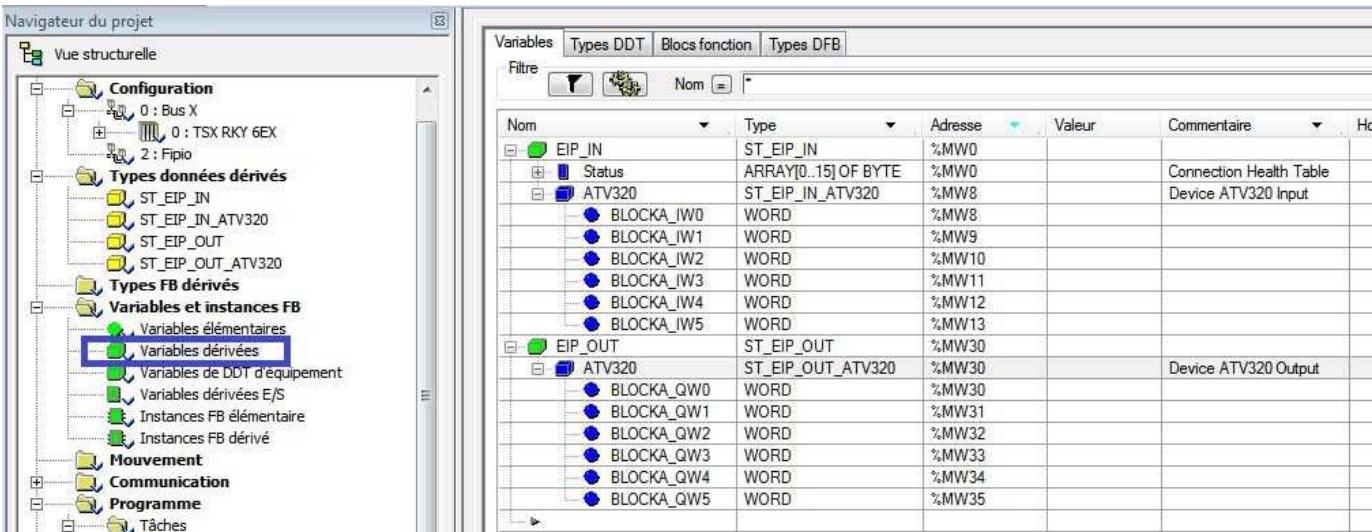 Navigateur du projet
Vue structurelle
Configuration
0 : Bus X
0 : TSX RKY 6EX
2 : Fipio
Types données dérivés
ST_EIP_IN
ST_EIP_IN_ATV320
ST_EIP_OUT
ST_EIP_OUT_ATV320
Types FB dérivés
Variables et instances FB
Variables élémentaires
Variables dérivées
Variables de DDT d'équipement
Variables dérivées E/S
Instances FB élémentaire
Instances FB dérivé
Mouvement
Communication
Programme
Tâches
Variables Types DDT Blocs fonction Types DFB
Filtre
Nom = *
Nom Type Adresse Valeur Commentaire Ho
EIP_IN ST_EIP_IN %MW0
Status ARRAY[0..15] OF BYTE %MW0 Connection Health Table
ATV320 ST_EIP_IN_ATV320 %MW8 Device ATV320 Input
BLOCKA_IW0 WORD %MW8
BLOCKA_IW1 WORD %MW9
BLOCKA_IW2 WORD %MW10
BLOCKA_IW3 WORD %MW11
BLOCKA_IW4 WORD %MW12
BLOCKA_IW5 WORD %MW13
EIP_OUT ST_EIP_OUT %MW30
ATV320 ST_EIP_OUT_ATV320 %MW30 Device ATV320 Output
BLOCKA_QW0 WORD %MW30
BLOCKA_QW1 WORD %MW31
BLOCKA_QW2 WORD %MW32
BLOCKA_QW3 WORD %MW33
BLOCKA_QW4 WORD %MW34
BLOCKA_QW5 WORD %MW35